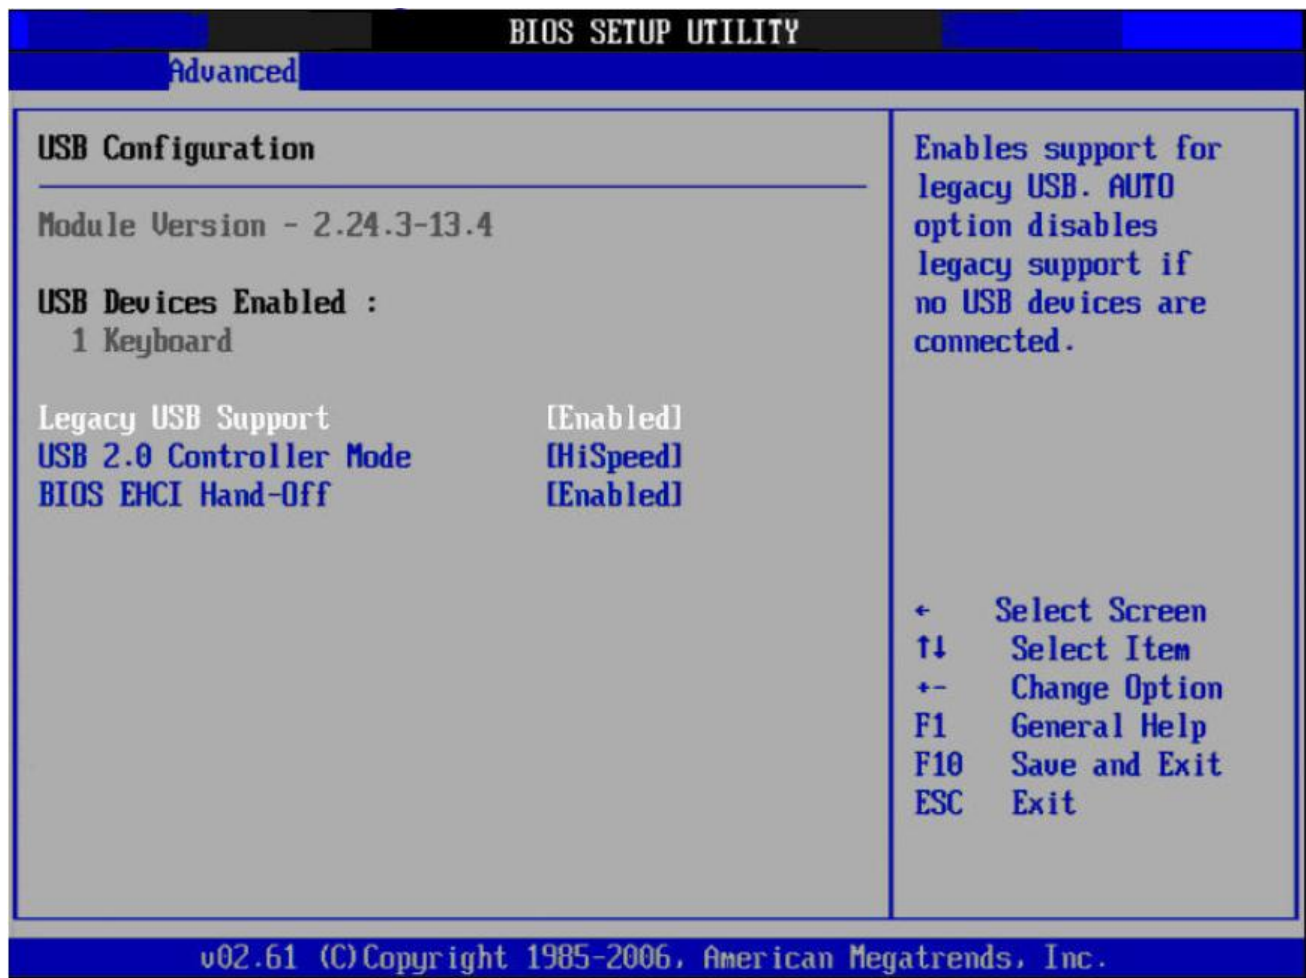 BIOS SETUP UTILITY
Advanced
USB Configuration
Module Version - 2.24.3-13.4
USB Devices Enabled :
1 Keyboard
Legacy USB Support [Enabled]
USB 2.0 Controller Mode [HiSpeed]
BIOS EHCI Hand-Off [Enabled]
Enables support for
legacy USB. AUTO
option disables
legacy support if
no USB devices are
connected.
← Select Screen
↑↓ Select Item
+- Change Option
F1 General Help
F10 Save and Exit
ESC Exit
v02.61 (C)Copyright 1985-2006, American Megatrends, Inc.